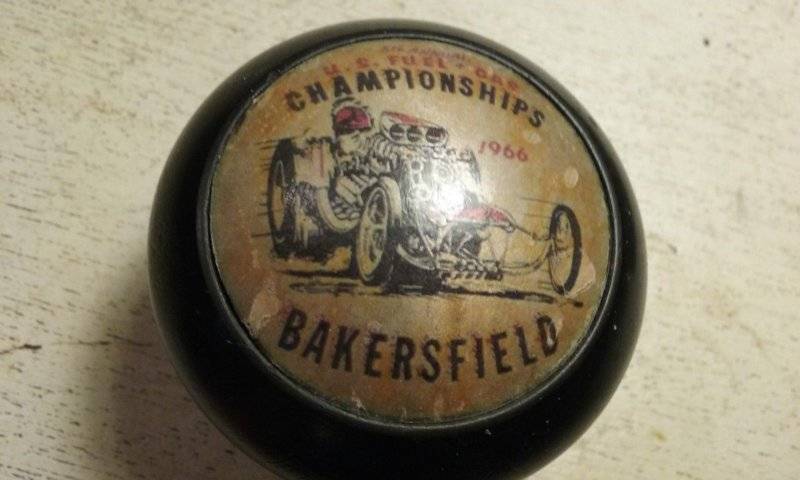 U.S. FUEL & GAS
CHAMPIONSHIPS
1966
BAKERSFIELD